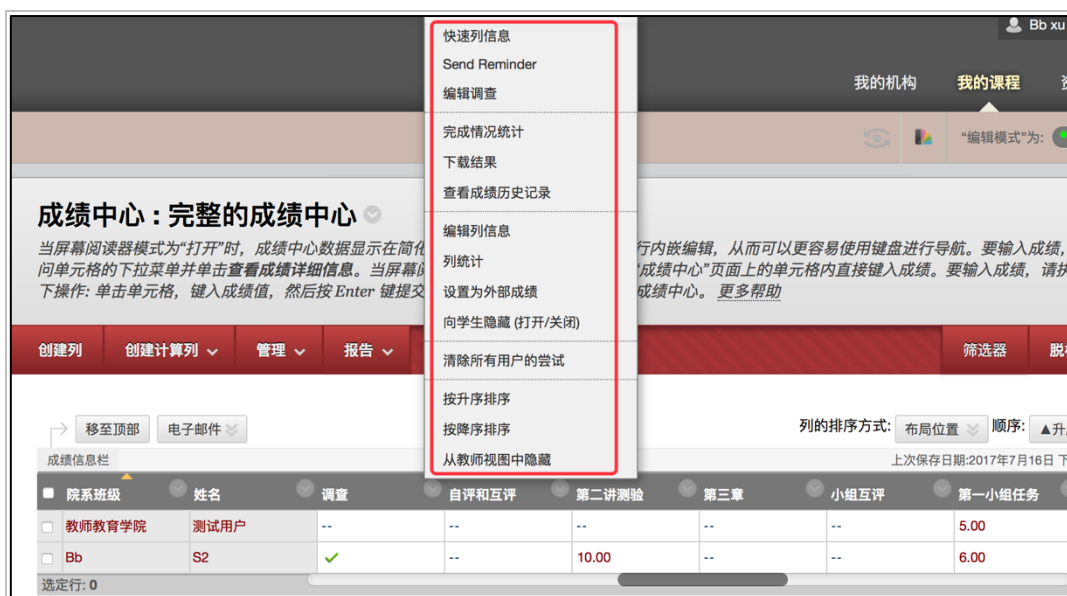 Bb xu
我的机构 我的课程
"编辑模式"为:
快速列信息
Send Reminder
编辑调查
完成情况统计
下载结果
查看成绩历史记录
编辑列信息
列统计
设置为外部成绩
向学生隐藏 (打开/关闭)
清除所有用户的尝试
按升序排序
按降序排序
从教师视图中隐藏
成绩中心 : 完整的成绩中心
当屏幕阅读器模式为“打开”时，成绩中心数据显示在简化 行内嵌编辑，从而可以更容易使用键盘进行导航。要输入成绩，
问单元格的下拉菜单并单击查看成绩详细信息。当屏幕阅 “成绩中心”页面上的单元格内直接键入成绩。要输入成绩，请执
下操作: 单击单元格，键入成绩值，然后按 Enter 键提交 成绩中心。 更多帮助
创建列 创建计算列 管理 报告 筛选器 脱机
移至顶部 电子邮件 列的排序方式: 布局位置 顺序: ▲升
成绩信息栏 上次保存日期:2017年7月16日 下
院系班级 姓名 调查 自评和互评 第二讲测验 第三章 小组互评 第一小组任务
教师教育学院 测试用户 -- -- -- -- -- 5.00
Bb S2 -- 10.00 -- -- 6.00
选定行: 0